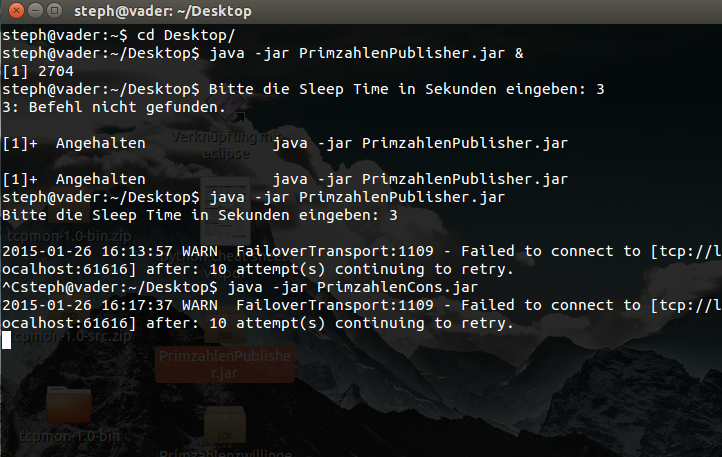 steph@vader: ~/Desktop
steph@vader:~$ cd Desktop/
steph@vader:~/Desktop$ java -jar PrimzahlenPublisher.jar &
[1] 2704
steph@vader:~/Desktop$ Bitte die Sleep Time in Sekunden eingeben: 3
3: Befehl nicht gefunden.
Verknüpfung mit
eclipse
[1]+  Angehalten              java -jar PrimzahlenPublisher.jar
[1]+  Angehalten              java -jar PrimzahlenPublisher.jar
steph@vader:~/Desktop$ java -jar PrimzahlenPublisher.jar
Bitte die Sleep Time in Sekunden eingeben: 3
tcpmon-1.0-bin.zip
2015-01-26 16:13:57 WARN  FailoverTransport:1109 - Failed to connect to [tcp://l
ocalhost:61616] after: 10 attempt(s) continuing to retry.
^Csteph@vader:~/Desktop$ java -jar PrimzahlenCons.jar
2015-01-26 16:17:37 WARN  FailoverTransport:1109 - Failed to connect to [tcp://l
ocalhost:61616] after: 10 attempt(s) continuing to retry.
tcpmon-1.0-src.zip
PrimzahlenPublishe
r.jar
tcpmon-1.0-bin
jar
Primzahlenzwillinge